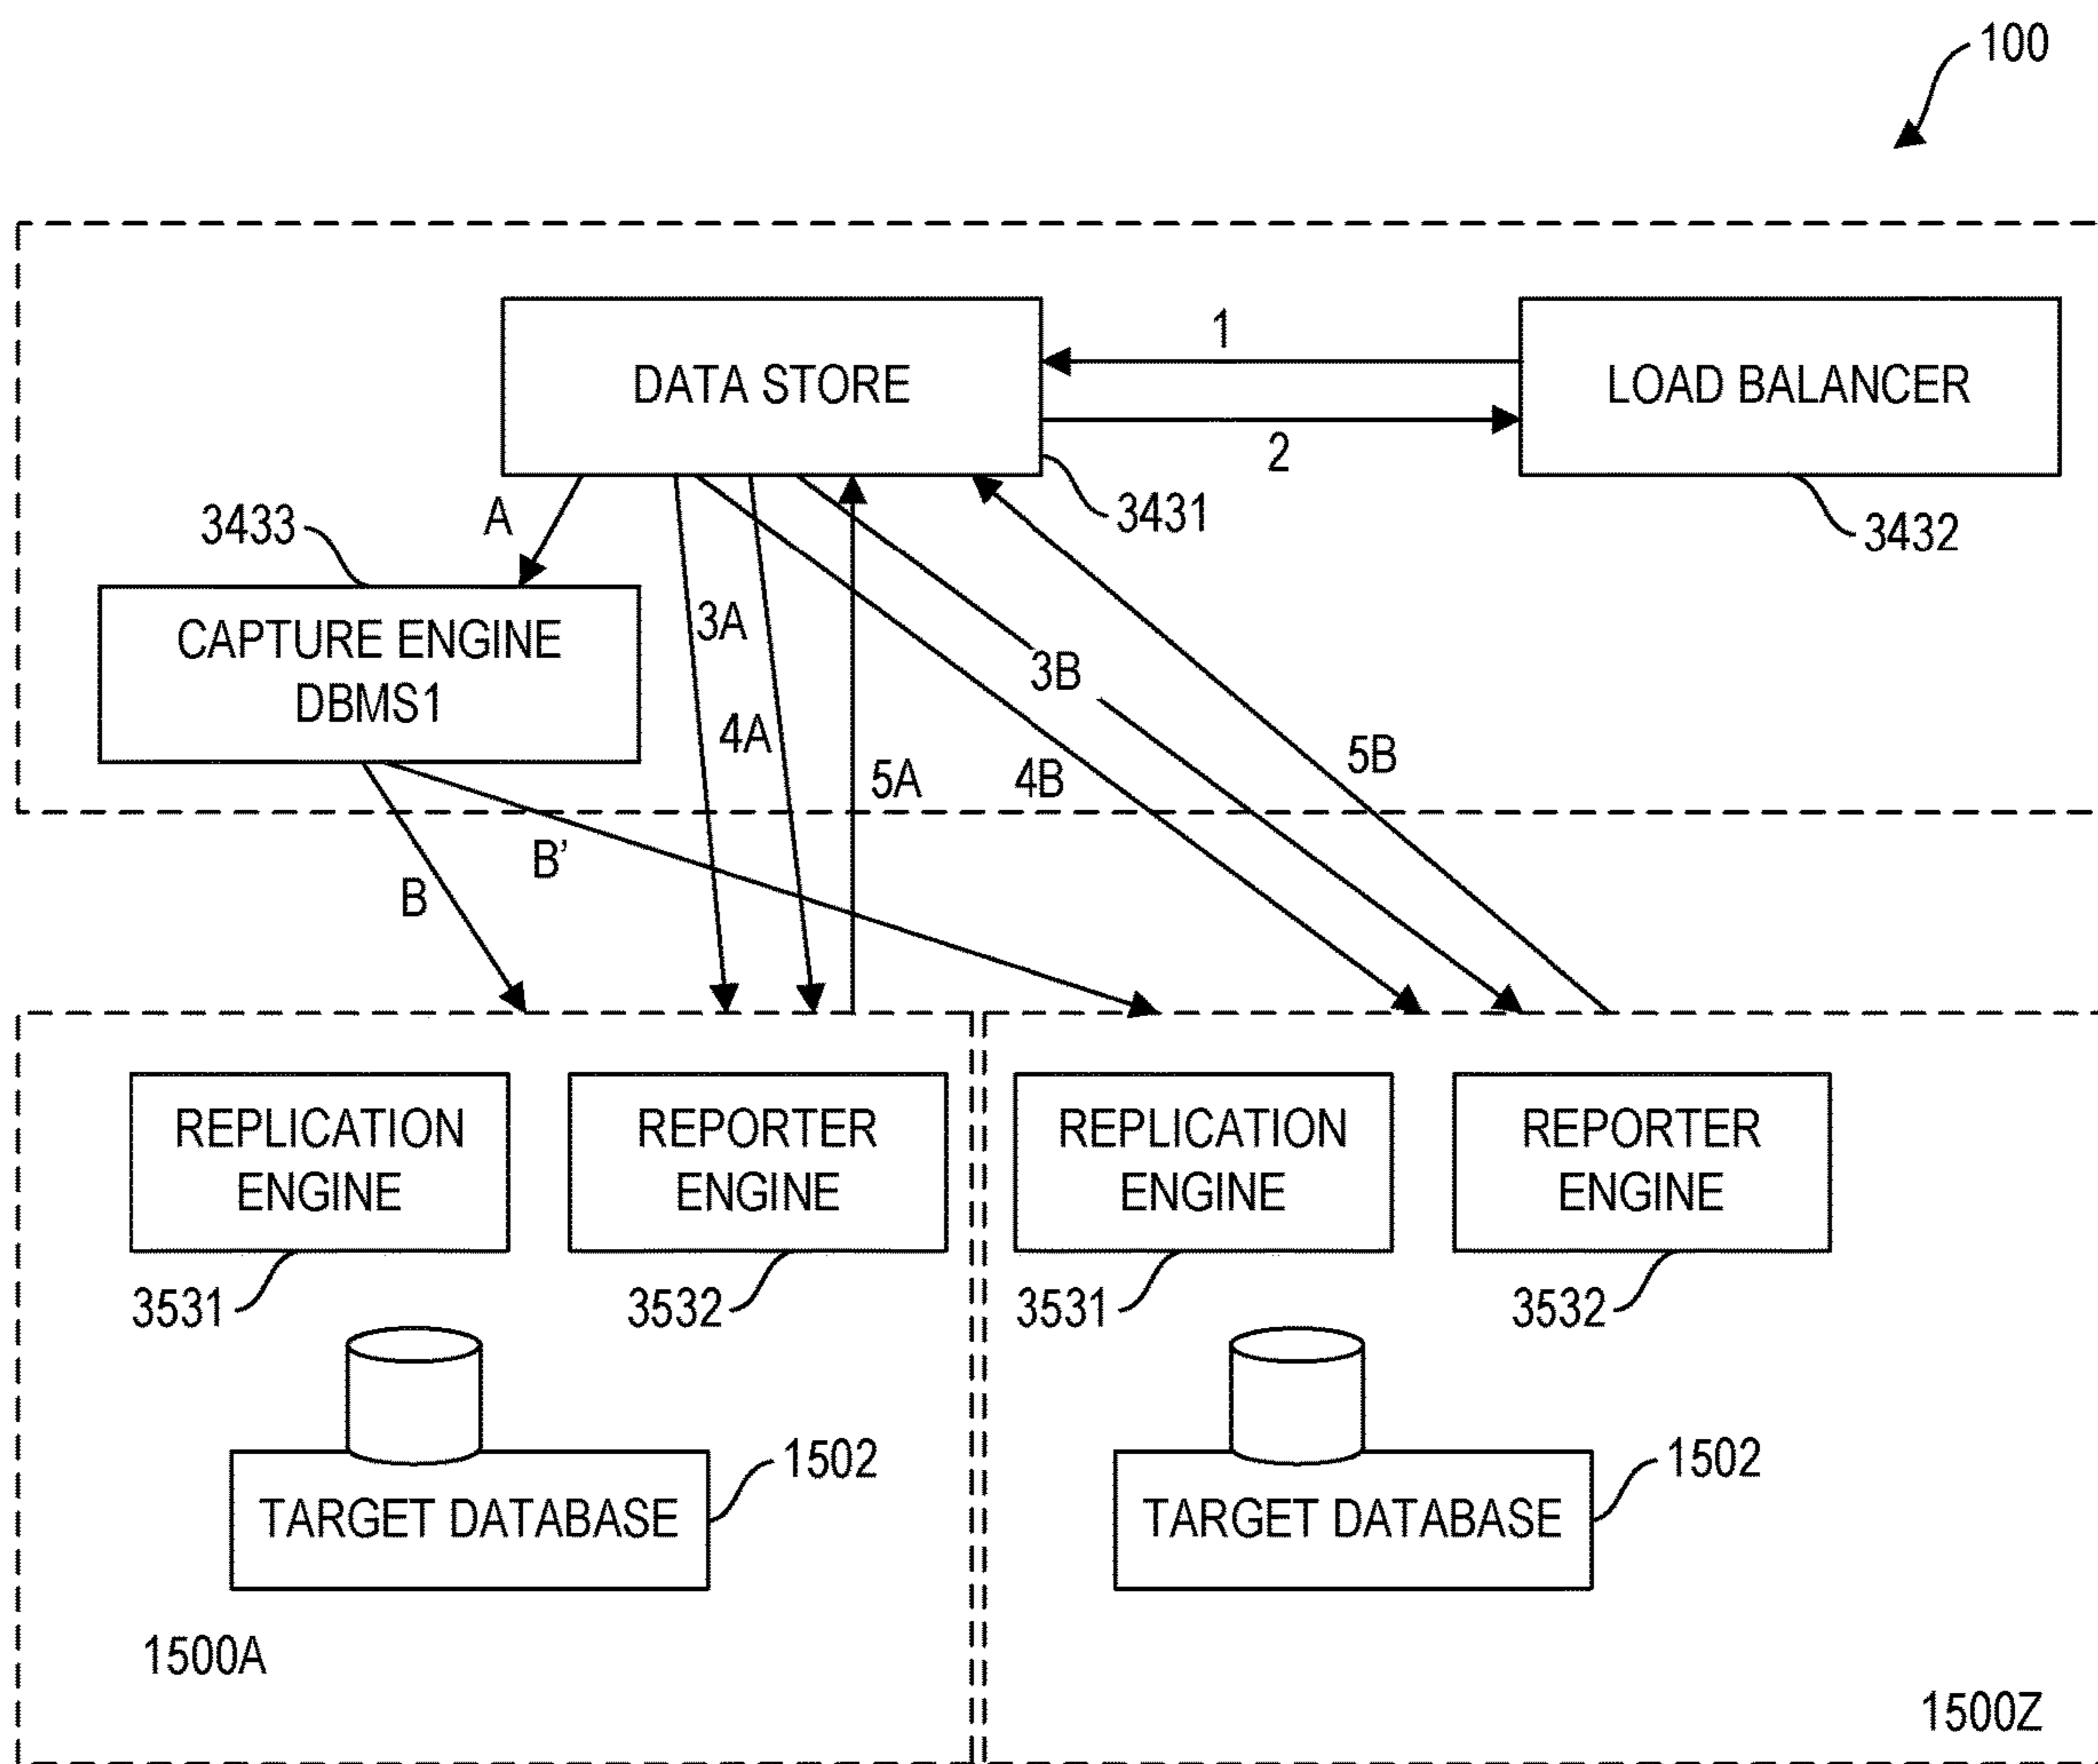 100
1
DATA STORE
LOAD BALANCER
2
3431
3432
A
3433
CAPTURE ENGINE
DBMS1
3A
3B
4A
5A
4B
5B
B’
B
REPLICATION
ENGINE
REPORTER
ENGINE
REPLICATION
ENGINE
REPORTER
ENGINE
3531
3532
3531
3532
1502
1502
TARGET DATABASE
TARGET DATABASE
1500A
1500Z